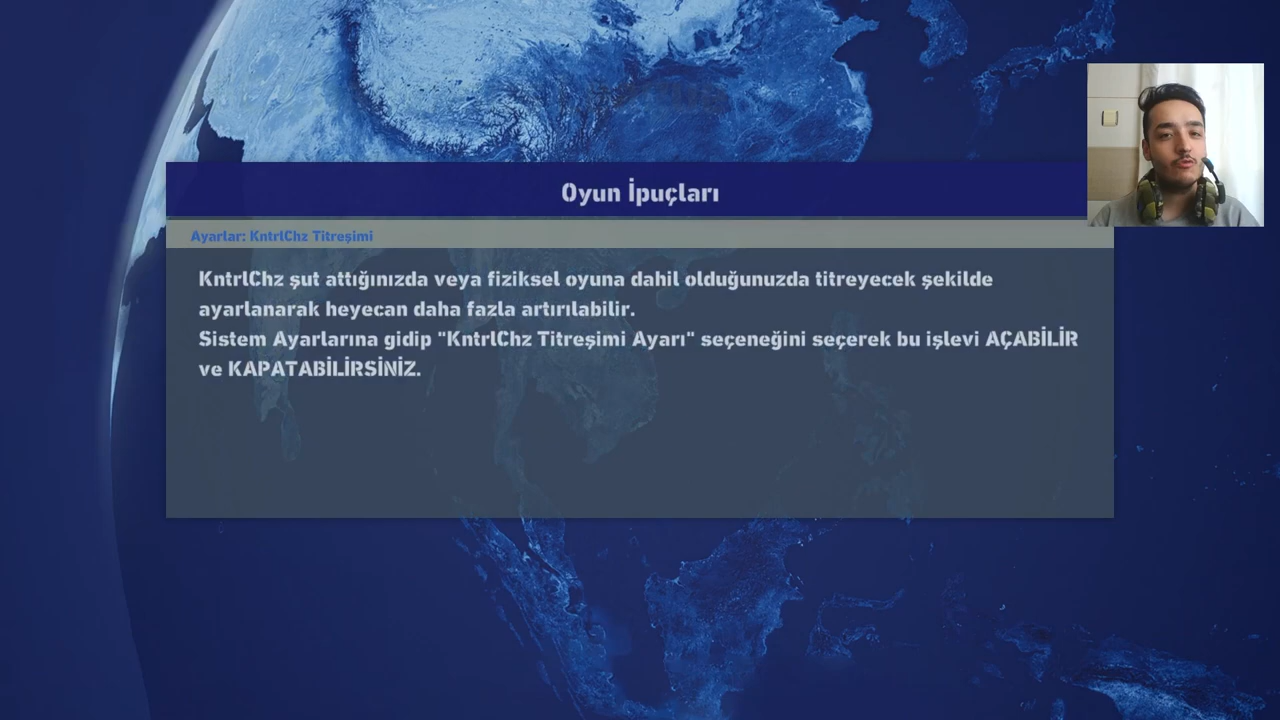 Oyun İpuçları
Ayarlar: KntrlChz Titreşimi
KntrlChz şut attığınızda veya fiziksel oyuna dahil olduğunuzda titreyecek şekilde
ayarlanarak heyecan daha fazla artırılabilir.
Sistem Ayarlarına gidip "KntrlChz Titreşimi Ayarı" seçeneğini seçerek bu işlevi AÇABİLİR
ve KAPATABİLİRSİNİZ.